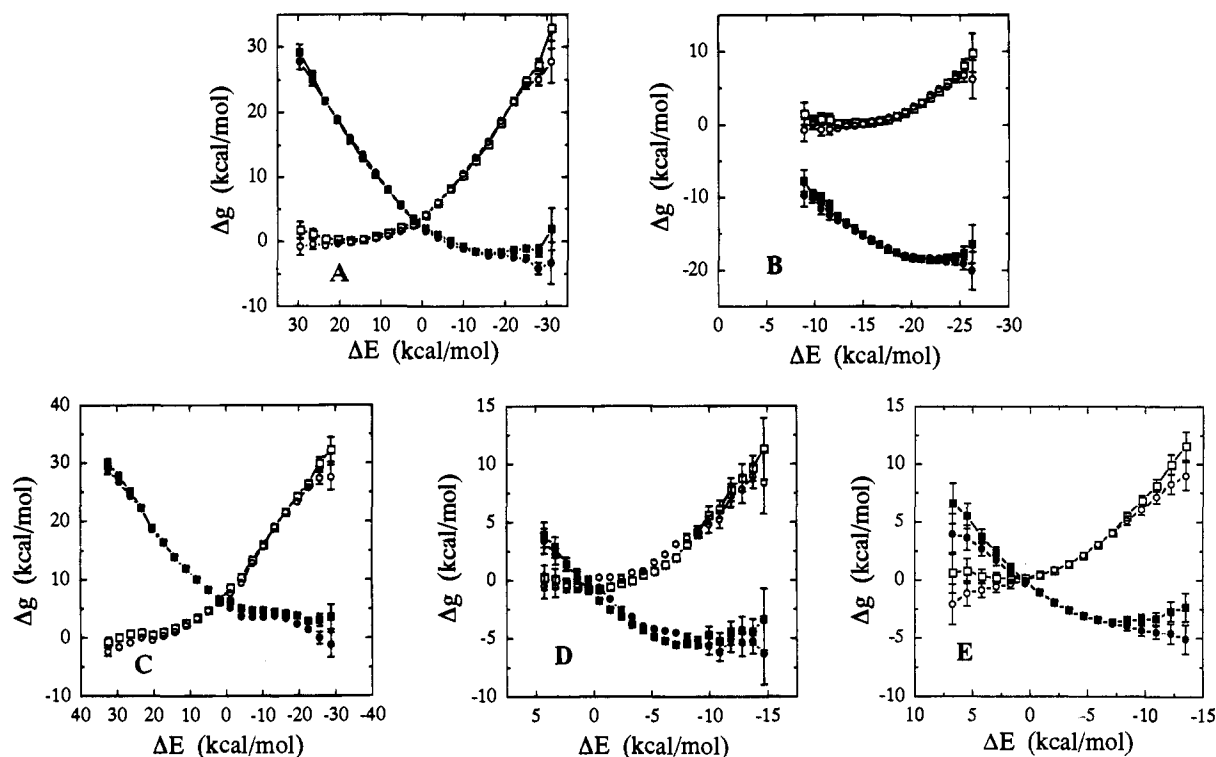 30
20
10
0
-10
Δg (kcal/mol)
A
30 20 10 0 -10 -20 -30
ΔE (kcal/mol)
10
0
-10
-20
Δg (kcal/mol)
B
0 -5 -10 -15 -20 -25 -30
ΔE (kcal/mol)
40
30
20
10
0
-10
Δg (kcal/mol)
C
40 30 20 10 0 -10 -20 -30 -40
ΔE (kcal/mol)
15
10
5
0
-5
-10
Δg (kcal/mol)
D
5 0 -5 -10 -15
ΔE (kcal/mol)
15
10
5
0
-5
-10
Δg (kcal/mol)
E
10 5 0 -5 -10 -15
ΔE (kcal/mol)